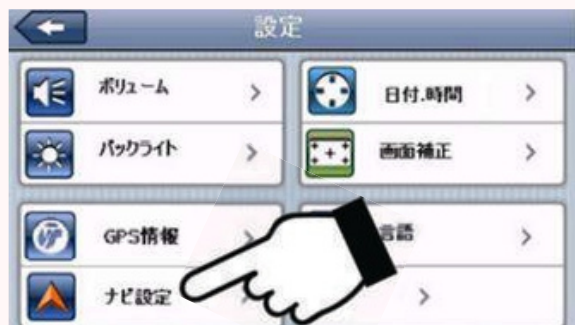 設定
ボリューム
日付.時間
バックライト
画面補正
GPS情報
言語
ナビ設定